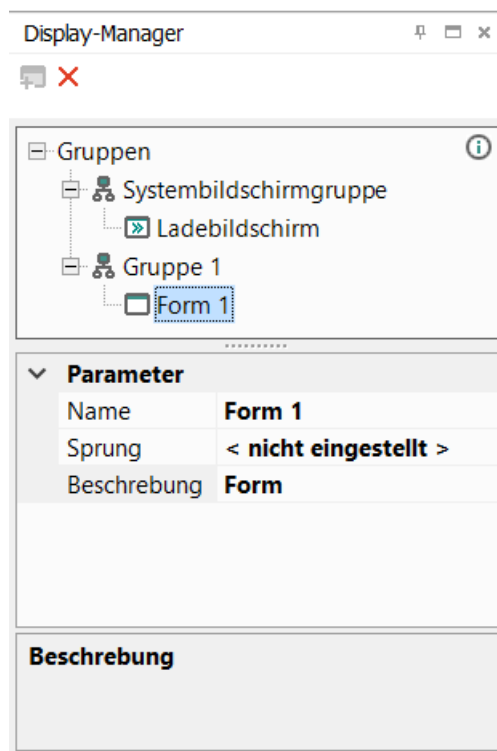 Display-Manager
Gruppen
Systembildschirmgruppe
Ladebildschirm
Gruppe 1
Form 1
Parameter
Name Form 1
Sprung < nicht eingestellt >
Beschrebung Form
Beschrebung